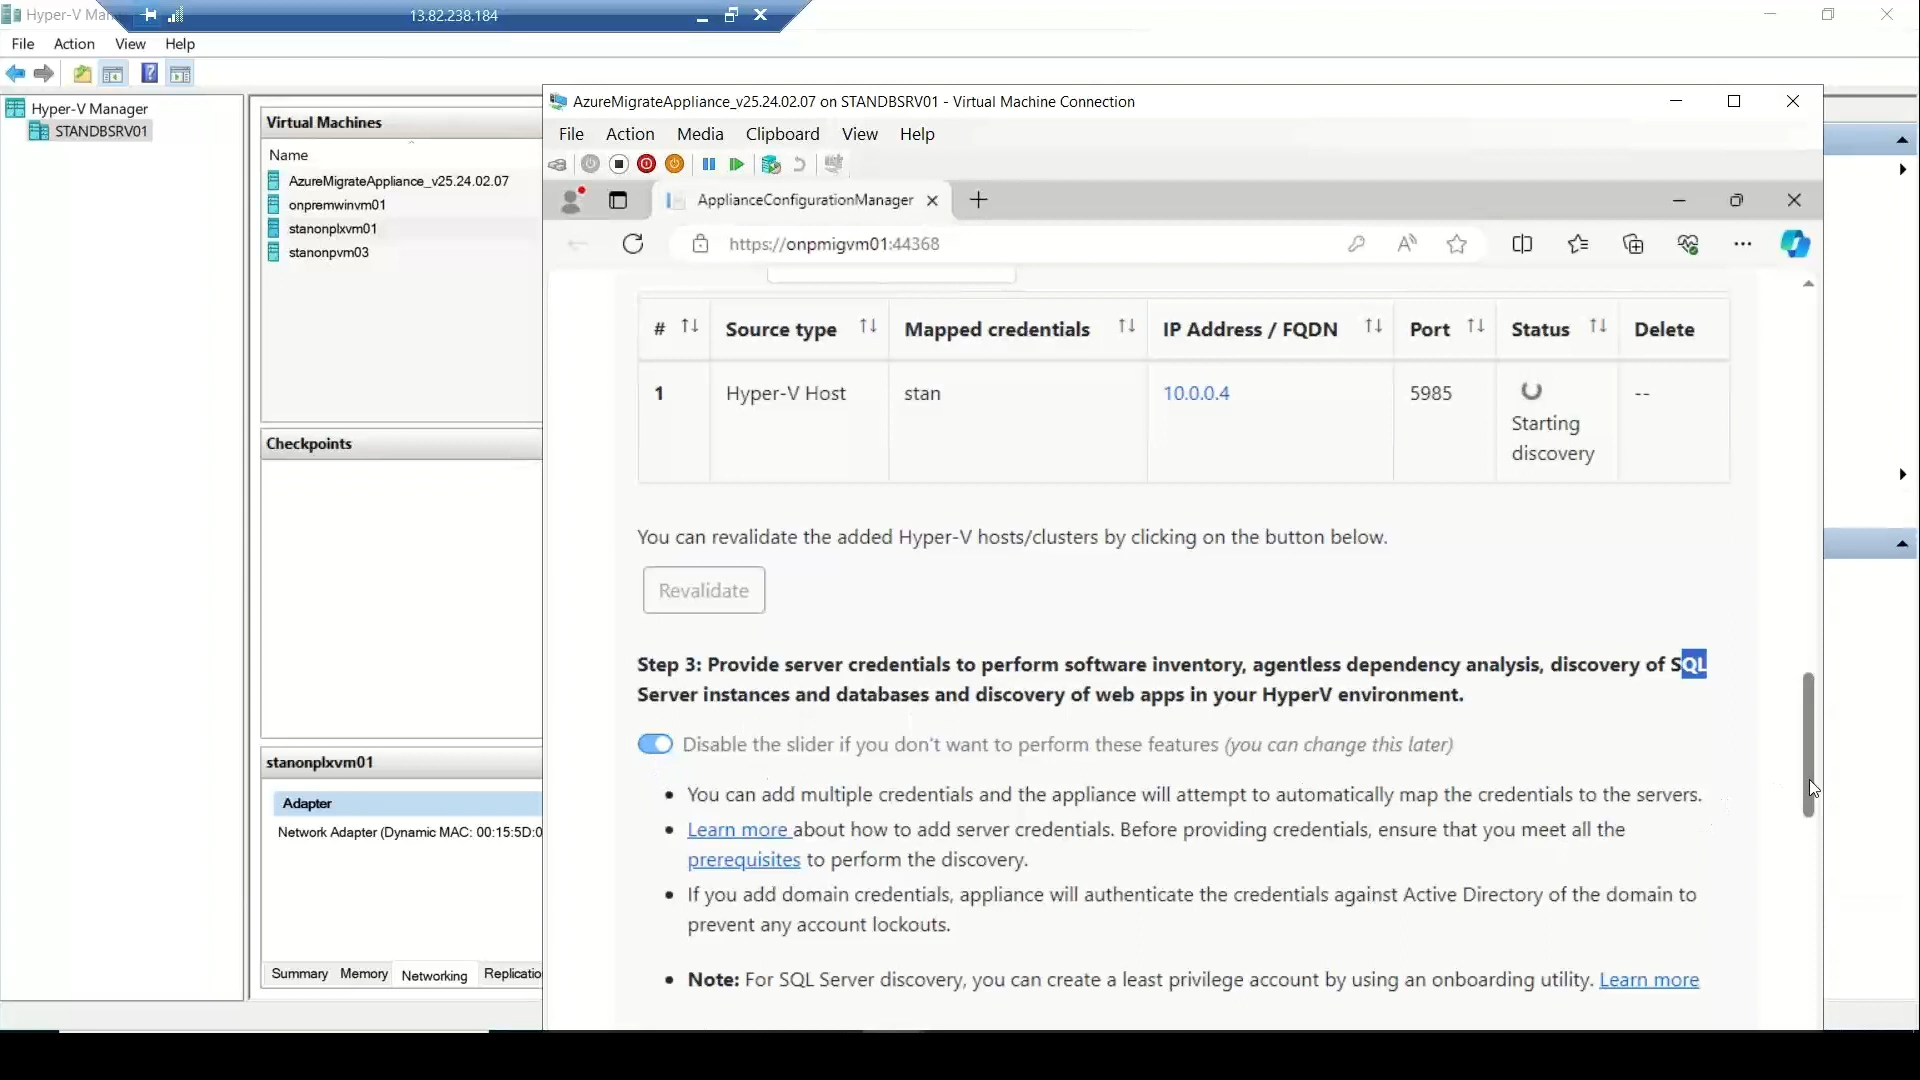 Hyper-V Man
13.82.238.184
File Action View Help
Hyper-V Manager
STANDBSRV01
Virtual Machines
Name
AzureMigrateAppliance_v25.24.02.07
onpremwinvm01
stanonplxvm01
stanonpvm03
Checkpoints
stanonplxvm01
Adapter
Network Adapter (Dynamic MAC: 00:15:5D:0
Summary Memory Networking Replicatio
AzureMigrateAppliance_v25.24.02.07 on STANDBSRV01 - Virtual Machine Connection
File Action Media Clipboard View Help
ApplianceConfigurationManager
https://onpmigvm01:44368
# Source type Mapped credentials IP Address / FQDN Port Status Delete
1 Hyper-V Host stan 10.0.0.4 5985 Starting discovery --
You can revalidate the added Hyper-V hosts/clusters by clicking on the button below.
Revalidate
Step 3: Provide server credentials to perform software inventory, agentless dependency analysis, discovery of SQL
Server instances and databases and discovery of web apps in your HyperV environment.
Disable the slider if you don't want to perform these features (you can change this later)
• You can add multiple credentials and the appliance will attempt to automatically map the credentials to the servers.
• Learn more about how to add server credentials. Before providing credentials, ensure that you meet all the
prerequisites to perform the discovery.
• If you add domain credentials, appliance will authenticate the credentials against Active Directory of the domain to
prevent any account lockouts.
• Note: For SQL Server discovery, you can create a least privilege account by using an onboarding utility. Learn more